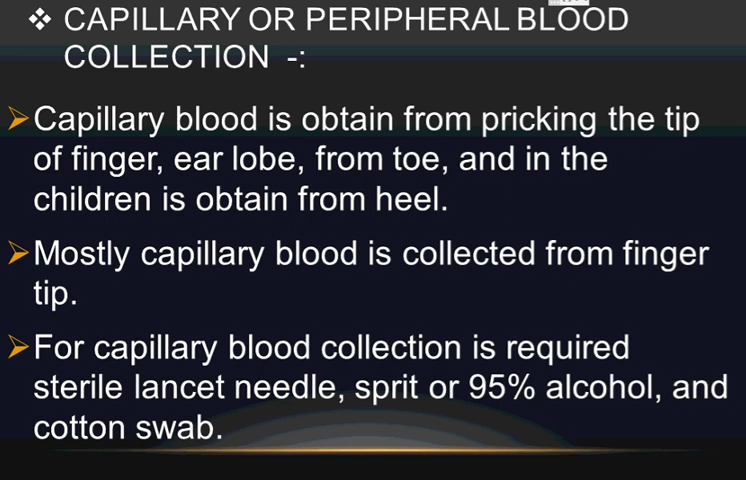 ❖ CAPILLARY OR PERIPHERAL BLOOD
COLLECTION -:
➢Capillary blood is obtain from pricking the tip
of finger, ear lobe, from toe, and in the
children is obtain from heel.
➢Mostly capillary blood is collected from finger
tip.
➢For capillary blood collection is required
sterile lancet needle, sprit or 95% alcohol, and
cotton swab.